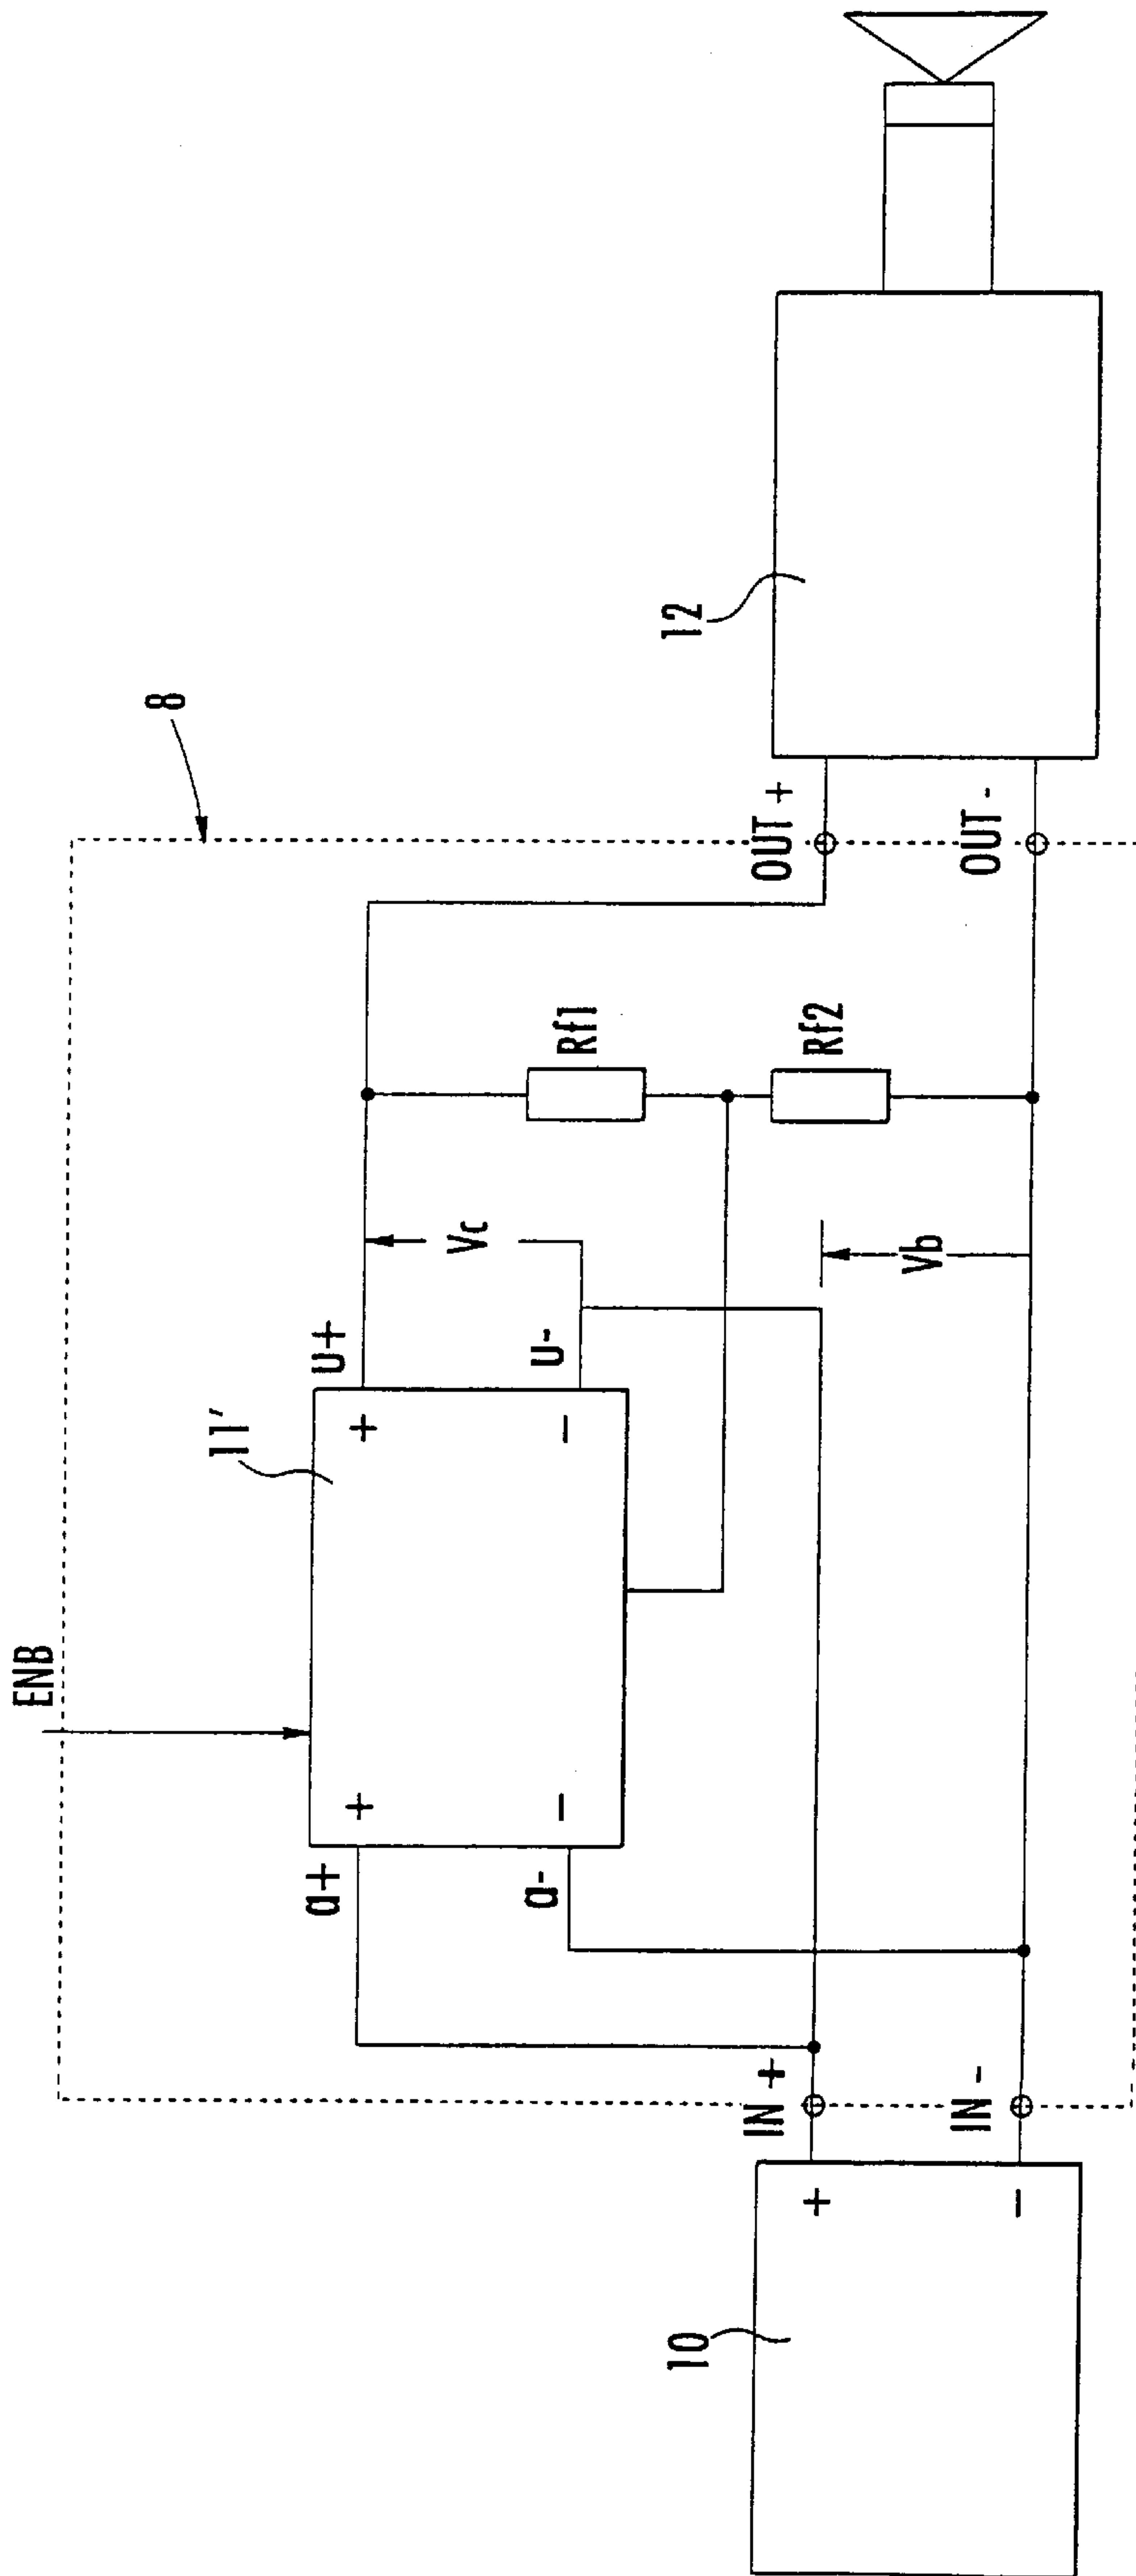 8
ENB
11'
a+
a-
u+
u-
+
-
+
-
Vc
Vb
Rf1
Rf2
IN +
IN -
OUT +
OUT -
10
+
-
12